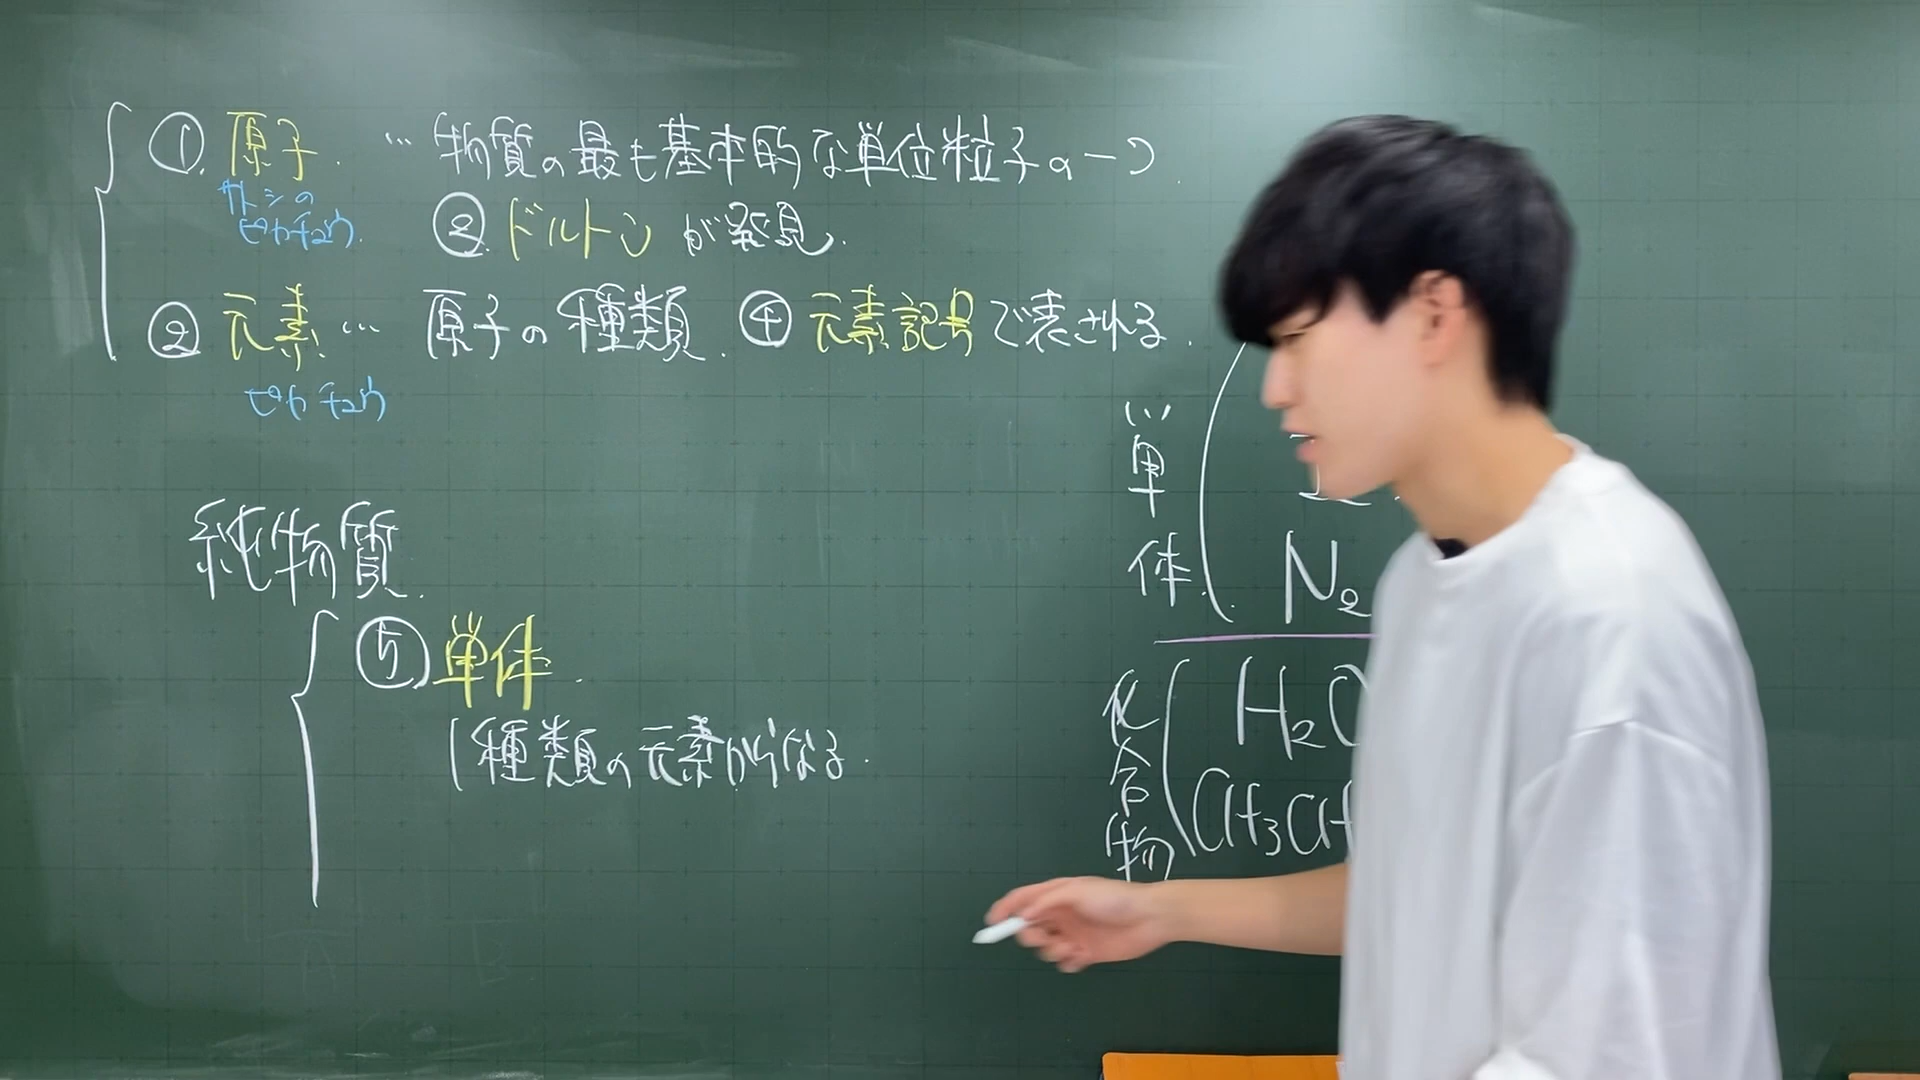 ① 原子 … 物質の最も基本的な単位粒子の一つ.
サトシの
ピカチュウ.
② ドルトン が発見.
② 元素 … 原子の種類. ④ 元素記号で表される.
ピカチュウ
純物質.
⑤ 単体.
1種類の元素からなる.
単体
N₂
化合物
H₂O
CH₃CH